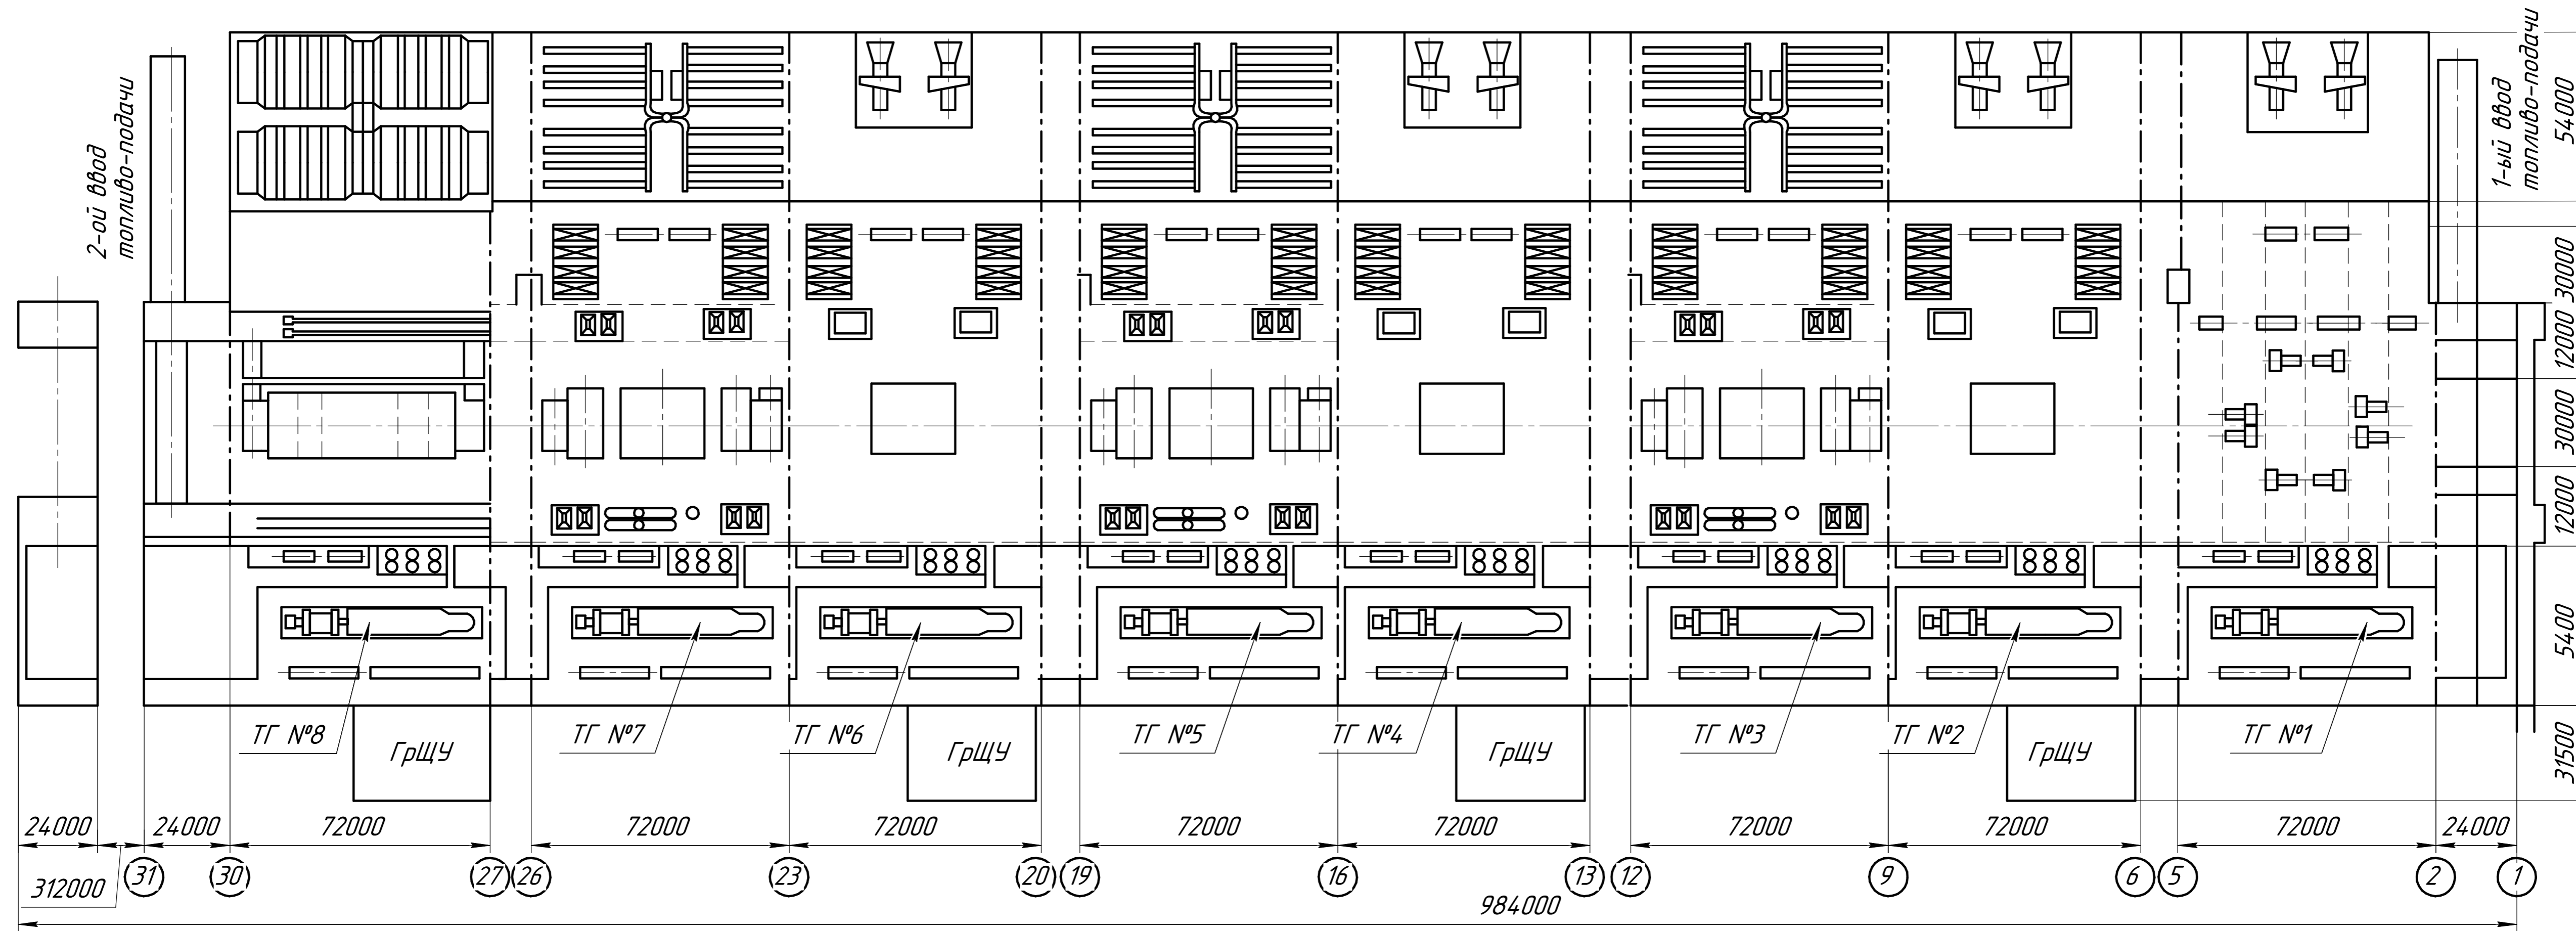 2-ой ввод
топливо-подачи
1-ый ввод
топливо-подачи
54000
30000
12000
30000
12000
5400
31500
ТГ №8
ГрЩУ
ТГ №7
ТГ №6
ГрЩУ
ТГ №5
ТГ №4
ГрЩУ
ТГ №3
ТГ №2
ГрЩУ
ТГ №1
24000
24000
72000
72000
72000
72000
72000
72000
72000
72000
24000
312000
31
30
27
26
23
20
19
16
13
12
9
6
5
2
1
984000